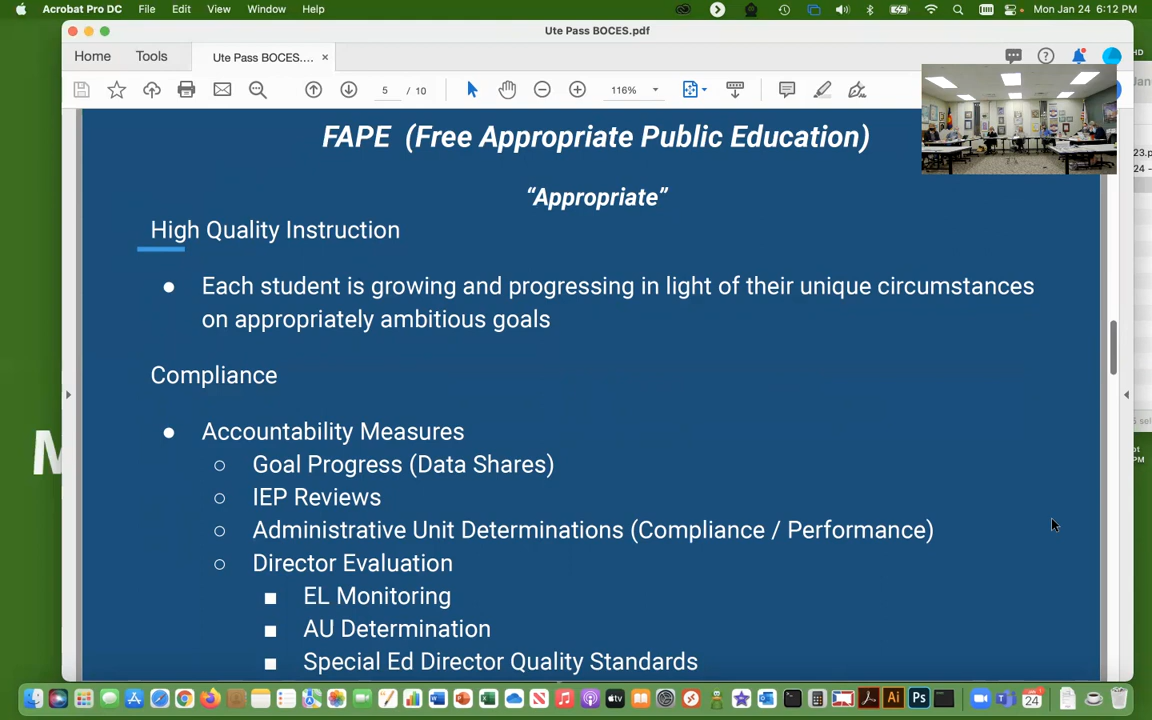 Acrobat Pro DC File Edit View Window Help Mon Jan 24 6:12 PM
Ute Pass BOCES.pdf
Home Tools Ute Pass BOCES.... ×
5 / 10 116%
FAPE (Free Appropriate Public Education)
“Appropriate”
High Quality Instruction
● Each student is growing and progressing in light of their unique circumstances
on appropriately ambitious goals
Compliance
● Accountability Measures
○ Goal Progress (Data Shares)
○ IEP Reviews
○ Administrative Unit Determinations (Compliance / Performance)
○ Director Evaluation
■ EL Monitoring
■ AU Determination
■ Special Ed Director Quality Standards